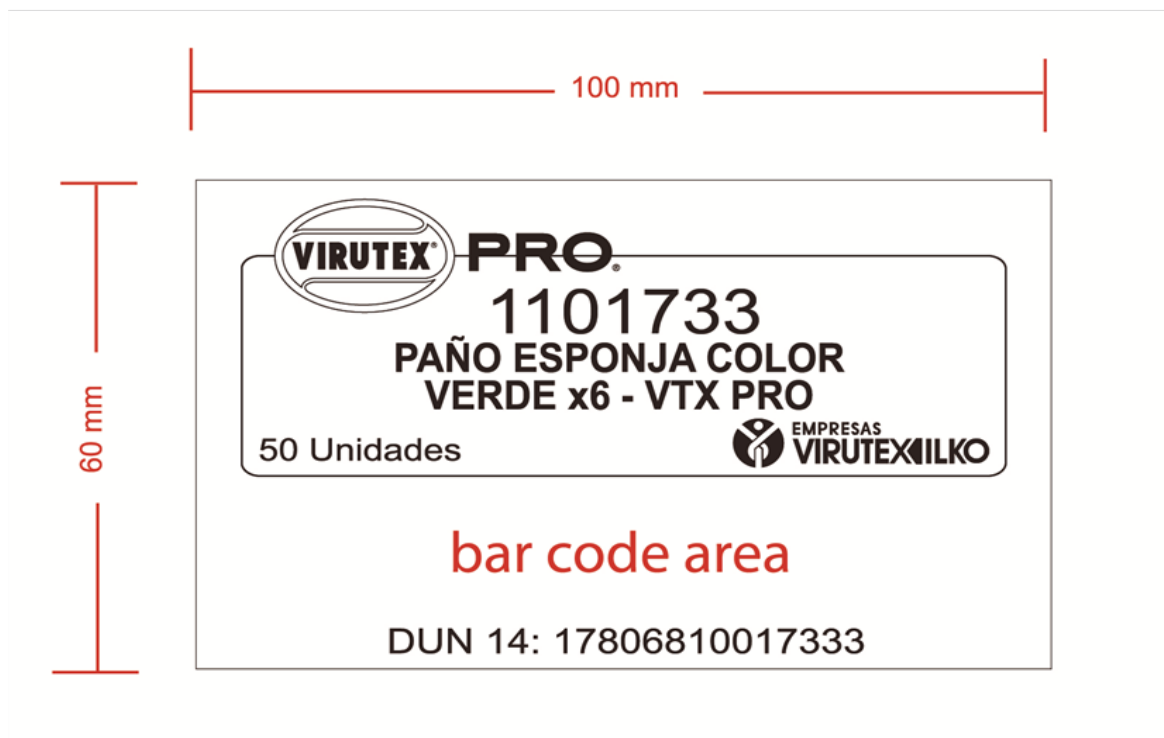 100 mm
60 mm
VIRUTEX® PRO®
1101733
PAÑO ESPONJA COLOR
VERDE x6 - VTX PRO
50 Unidades
EMPRESAS
VIRUTEX ILKO
bar code area
DUN 14: 17806810017333